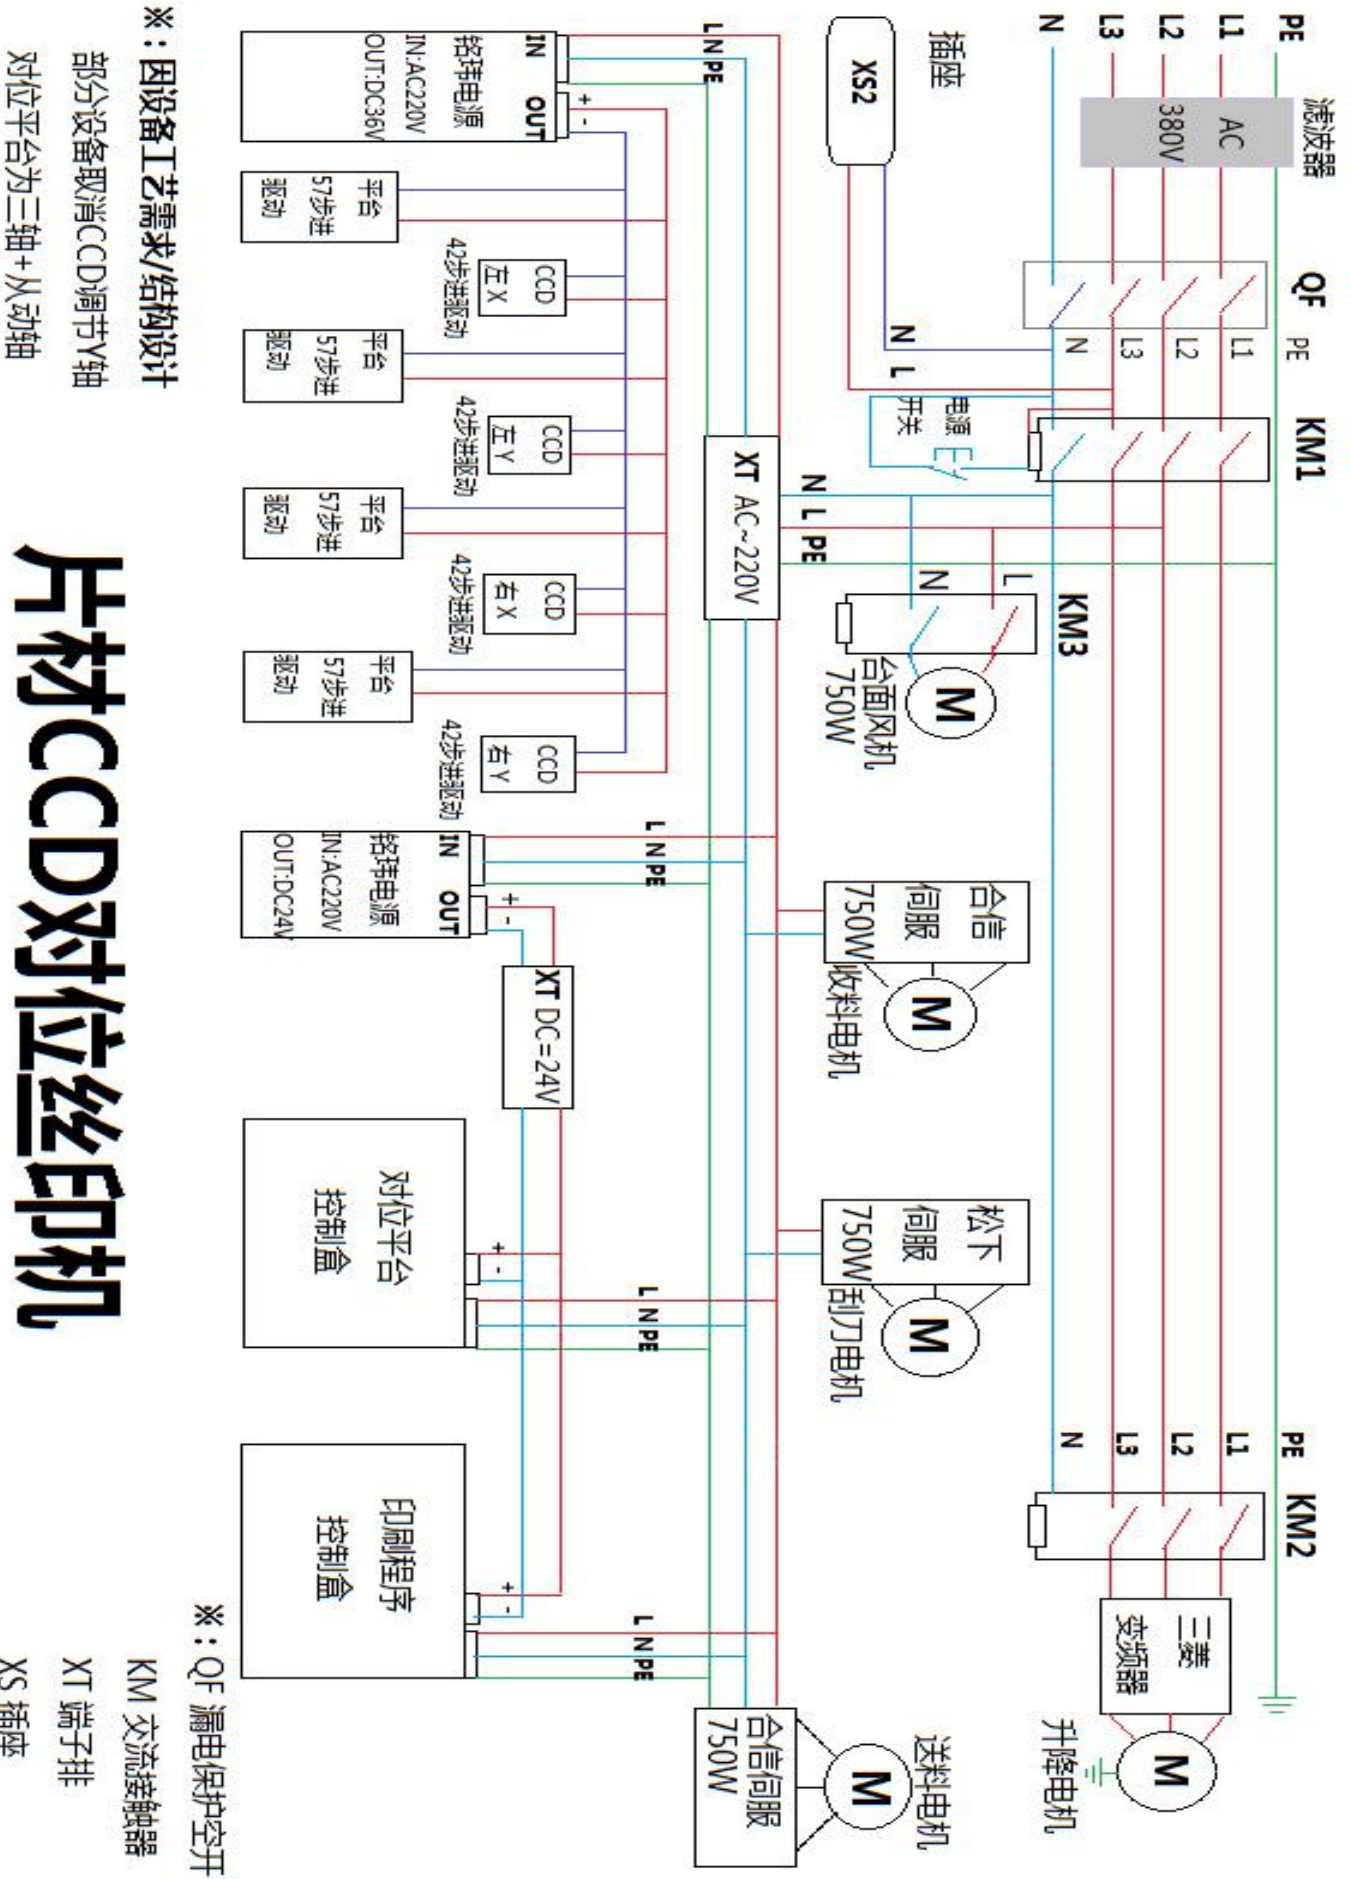 PE
L1
L2
L3
N
滤波器
AC
380V
QF
PE
L1
L2
L3
N
KM1
插座
XS2
N
L
电源
开关
N
L
PE
KM3
L
N
M
台面风机
750W
XT AC~220V
L N PE
IN
OUT
+
-
铭玮电源
IN:AC220V
OUT:DC36V
平台
57步进
驱动
CCD
左 X
42步进驱动
平台
57步进
驱动
CCD
左 Y
42步进驱动
平台
57步进
驱动
CCD
右 X
42步进驱动
平台
57步进
驱动
CCD
右 Y
42步进驱动
L N PE
IN
OUT
+
-
铭玮电源
IN:AC220V
OUT:DC24V
XT DC=24V
合信
伺服
750W
M
收料电机
松下
伺服
750W
M
刮刀电机
对位平台
控制盒
+
-
L N PE
印刷程序
控制盒
+
-
L N PE
PE
L1
L2
L3
N
KM2
三菱
变频器
M
升降电机
合信伺服
750W
M
送料电机
※：因设备工艺需求/结构设计
部分设备取消CCD调节Y轴
对位平台为三轴+从动轴
片材CCD对位丝印机
※：QF 漏电保护空开
KM 交流接触器
XT 端子排
XS 插座